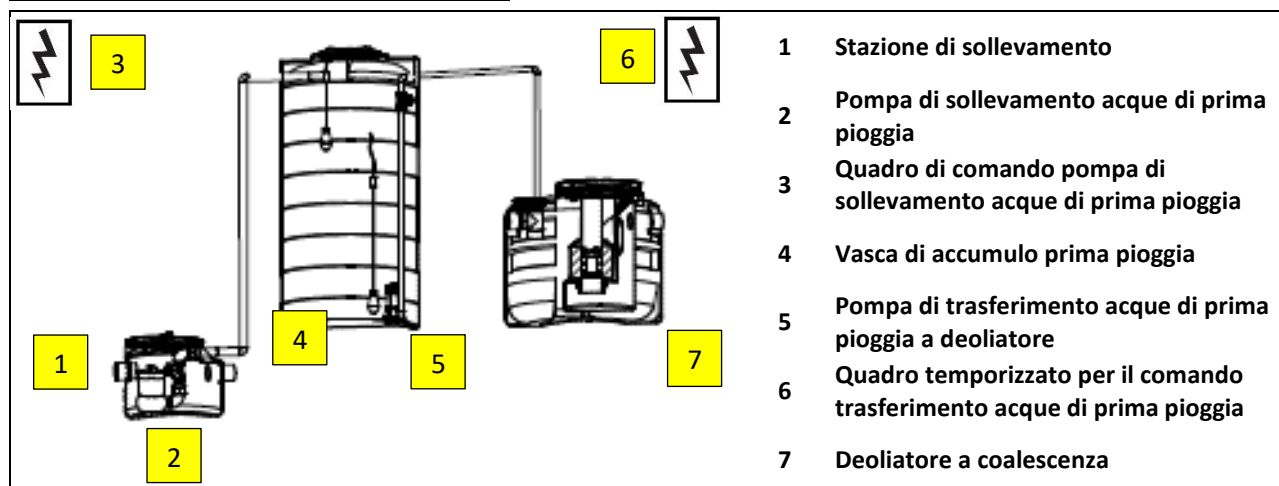 3
6
4
5
1
7
2
1 Stazione di sollevamento
2 Pompa di sollevamento acque di prima
pioggia
3 Quadro di comando pompa di
sollevamento acque di prima pioggia
4 Vasca di accumulo prima pioggia
5 Pompa di trasferimento acque di prima
pioggia a deoliatore
6 Quadro temporizzato per il comando
trasferimento acque di prima pioggia
7 Deoliatore a coalescenza